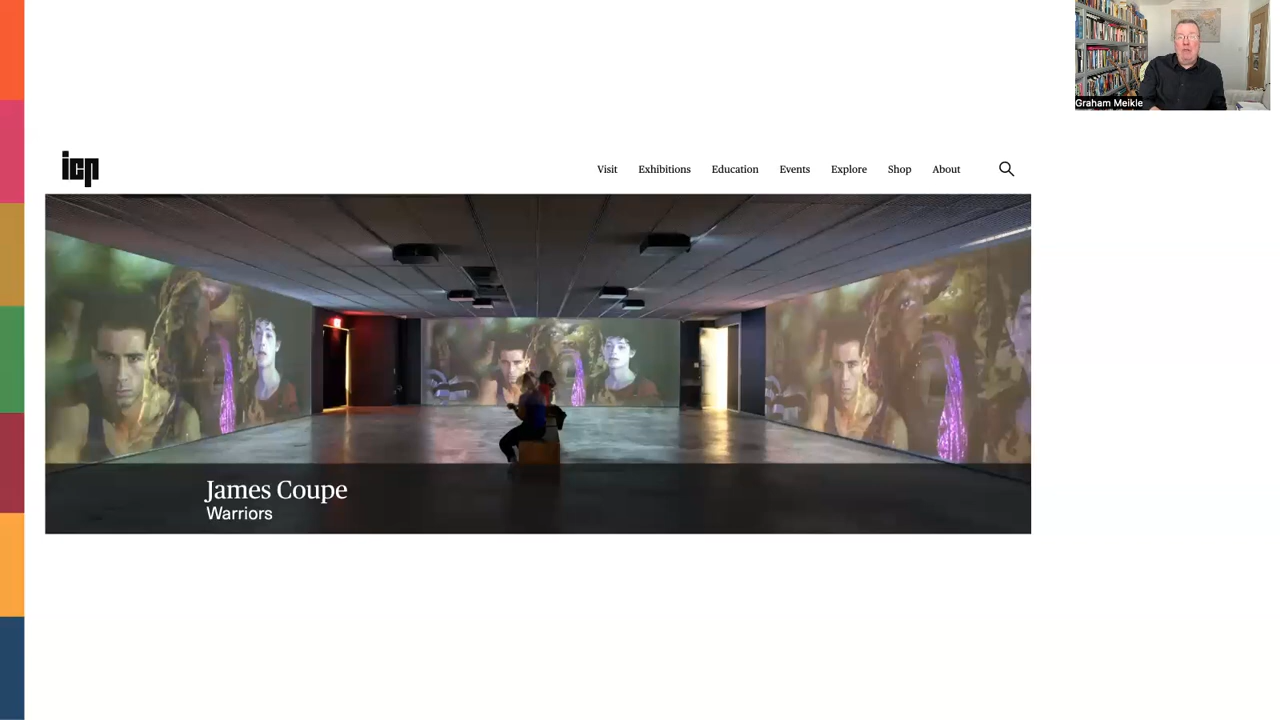 Graham Meikle
icp
Visit Exhibitions Education Events Explore Shop About
James Coupe
Warriors